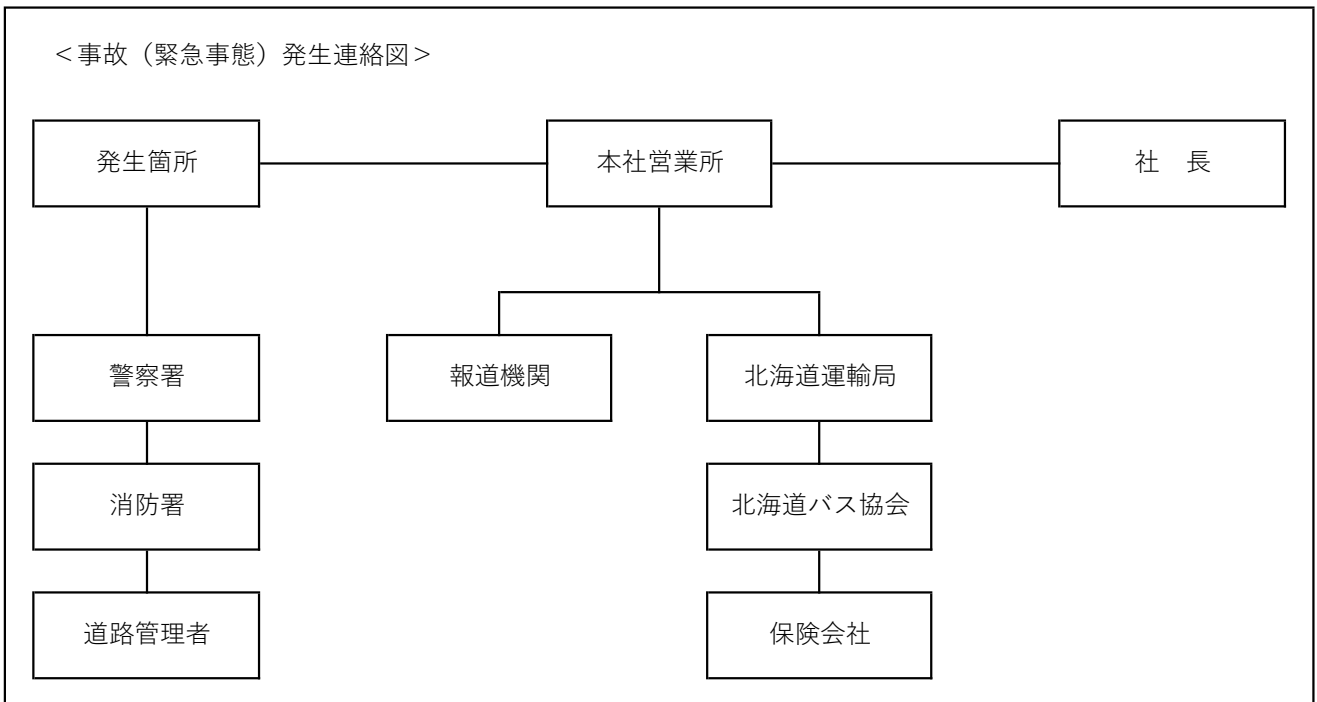 ＜事故（緊急事態）発生連絡図＞
発生箇所
本社営業所
社　長
警察署
報道機関
北海道運輸局
消防署
北海道バス協会
道路管理者
保険会社